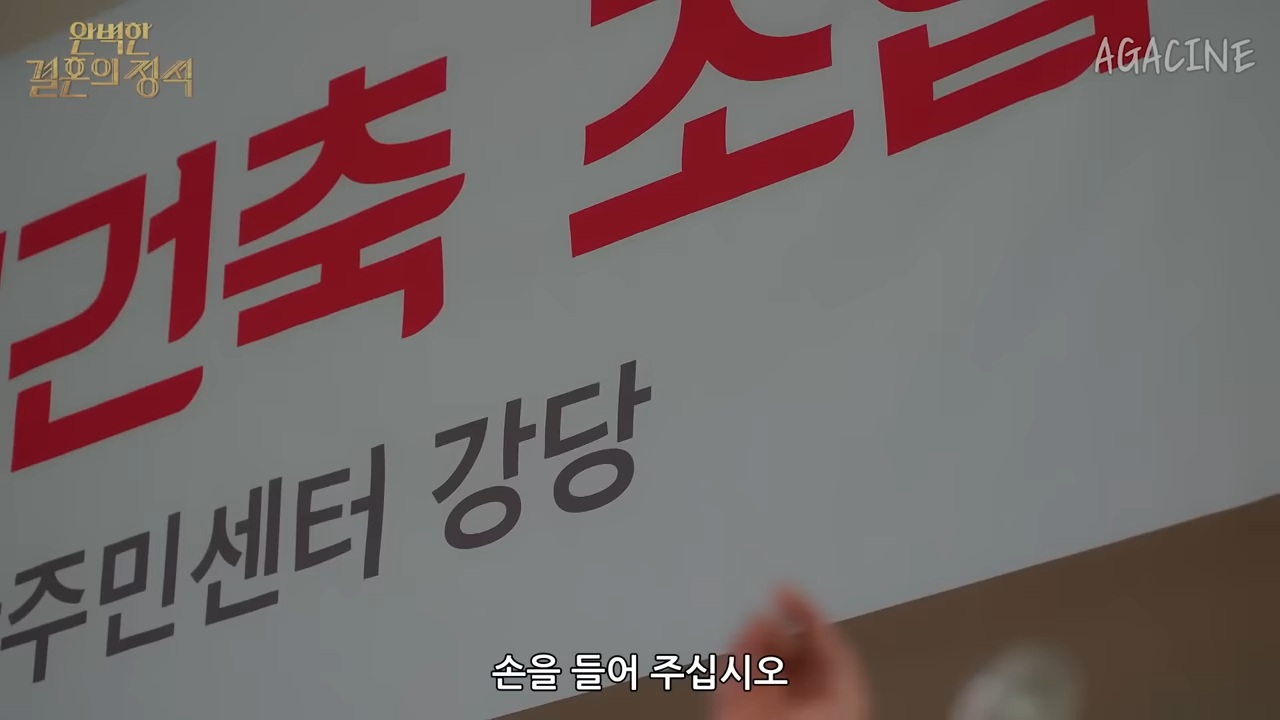 완벽한
결혼의 정석
AGACINE
건축 조합
주민센터 강당
손을 들어 주십시오